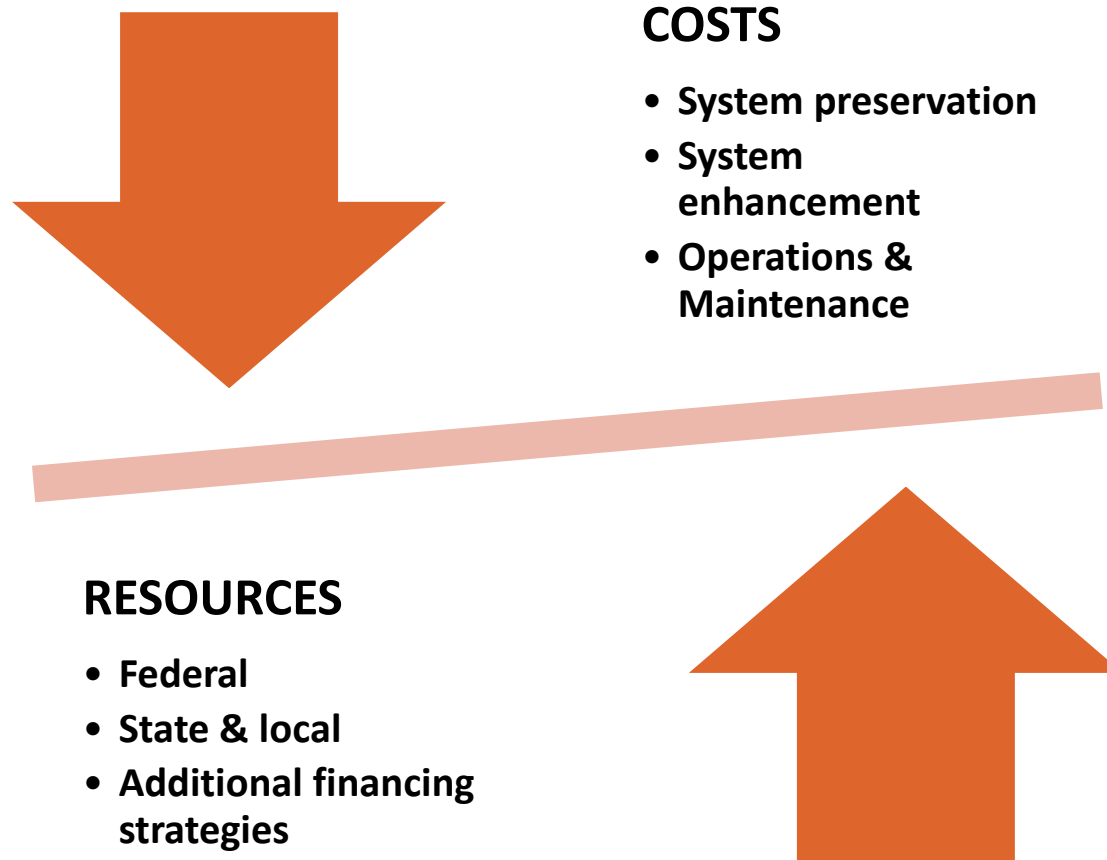 COSTS
• System preservation
• System
enhancement
• Operations &
Maintenance
RESOURCES
• Federal
• State & local
• Additional financing
strategies